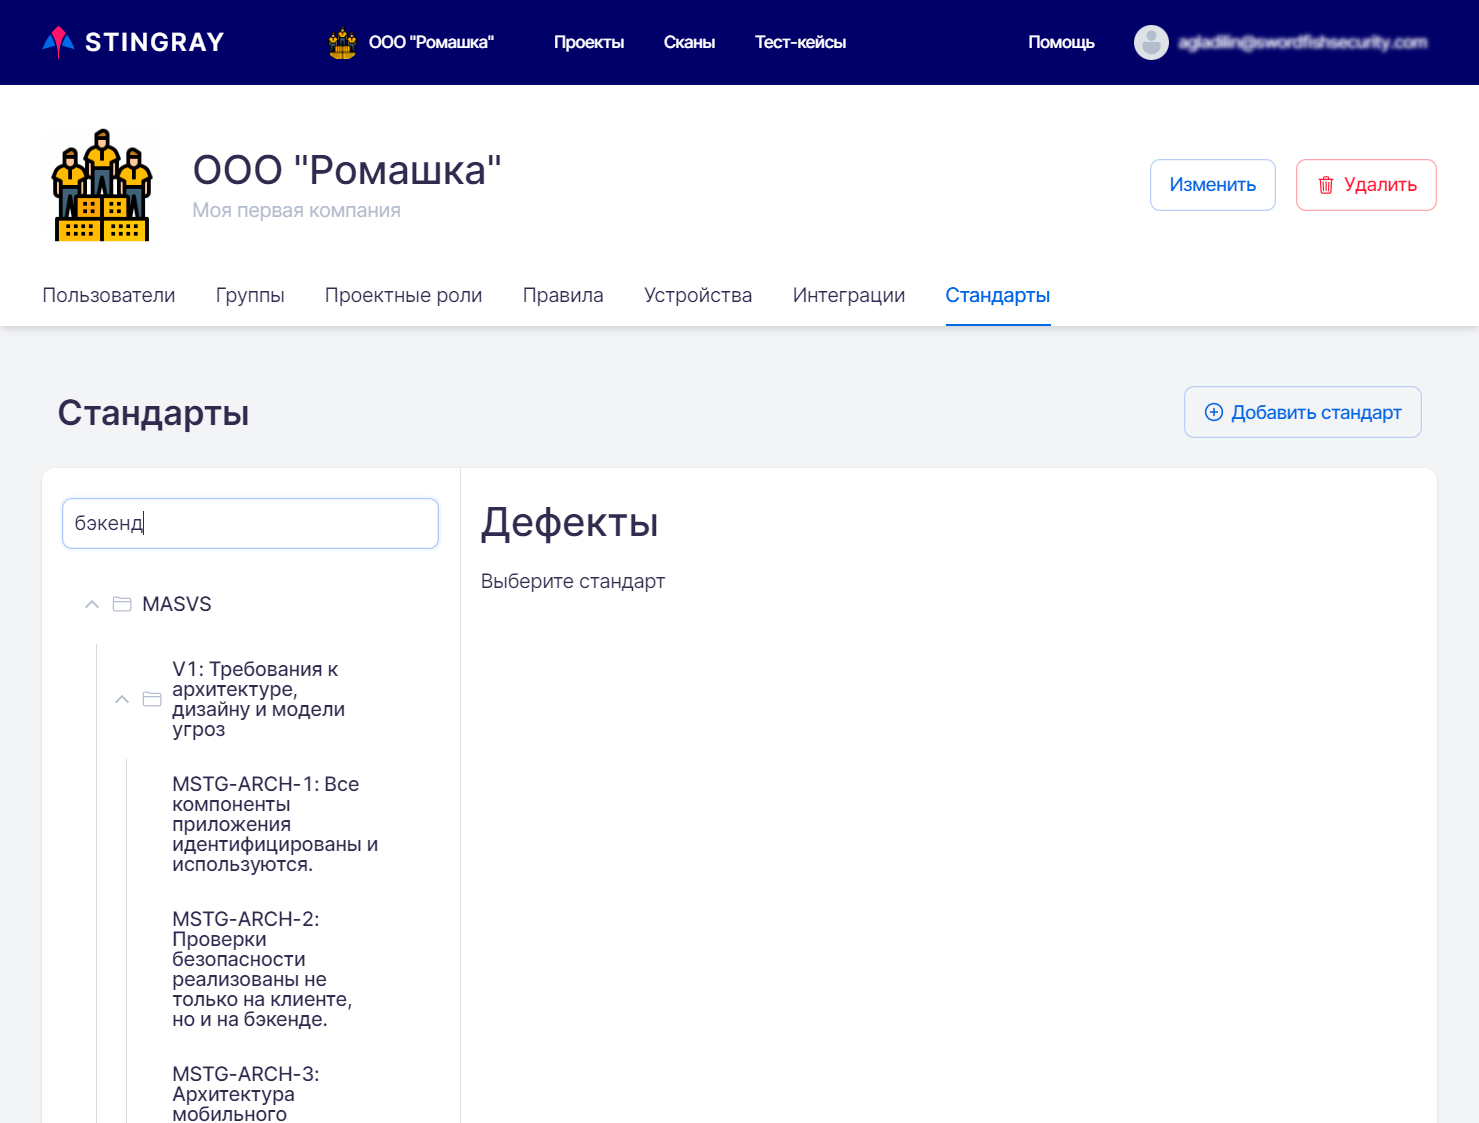 STINGRAY
ООО "Ромашка"
Проекты
Сканы
Тест-кейсы
Помощь
agladilin@swordfishsecurity.com
ООО "Ромашка"
Моя первая компания
Изменить
Удалить
Пользователи
Группы
Проектные роли
Правила
Устройства
Интеграции
Стандарты
Стандарты
Добавить стандарт
бэкенд
Дефекты
Выберите стандарт
MASVS
V1: Требования к
архитектуре,
дизайну и модели
угроз
MSTG-ARCH-1: Все
компоненты
приложения
идентифицированы и
используются.
MSTG-ARCH-2:
Проверки
безопасности
реализованы не
только на клиенте,
но и на бэкенде.
MSTG-ARCH-3:
Архитектура
мобильного